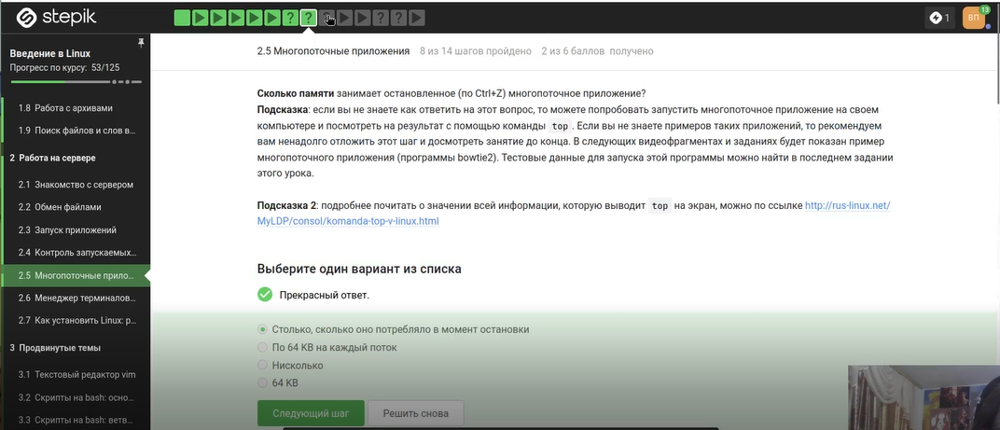 stepik
1
ВП
13
Введение в Linux
Прогресс по курсу: 53/125
1.8 Работа с архивами
1.9 Поиск файлов и слов в...
2 Работа на сервере
2.1 Знакомство с сервером
2.2 Обмен файлами
2.3 Запуск приложений
2.4 Контроль запускаемых...
2.5 Многопоточные прило...
2.6 Менеджер терминалов...
2.7 Как установить Linux: р...
3 Продвинутые темы
3.1 Текстовый редактор vim
3.2 Скрипты на bash: осно...
3.3 Скрипты на bash: ветв...
2.5 Многопоточные приложения 8 из 14 шагов пройдено 2 из 6 баллов получено
Сколько памяти занимает остановленное (по Ctrl+Z) многопоточное приложение?
Подсказка: если вы не знаете как ответить на этот вопрос, то можете попробовать запустить многопоточное приложение на своем
компьютере и посмотреть на результат с помощью команды top. Если вы не знаете примеров таких приложений, то рекомендуем
вам ненадолго отложить этот шаг и досмотреть занятие до конца. В следующих видеофрагментах и заданиях будет показан пример
многопоточного приложения (программы bowtie2). Тестовые данные для запуска этой программы можно найти в последнем задании
этого урока.
Подсказка 2: подробнее почитать о значении всей информации, которую выводит top на экран, можно по ссылке http://rus-linux.net/
MyLDP/consol/komanda-top-v-linux.html
Выберите один вариант из списка
Прекрасный ответ.
Столько, сколько оно потребляло в момент остановки
По 64 KB на каждый поток
Нисколько
64 KB
Следующий шаг
Решить снова